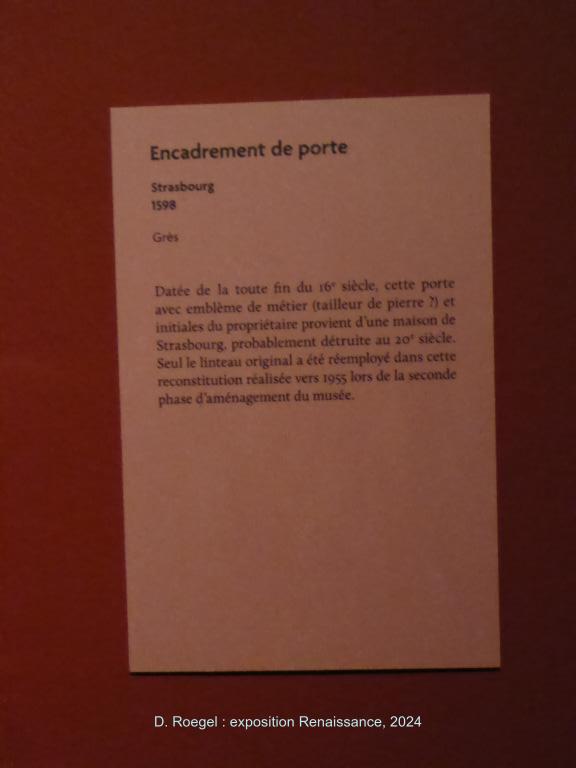 Encadrement de porte
Strasbourg
1598
Grès
Datée de la toute fin du 16e siècle, cette porte
avec emblème de métier (tailleur de pierre ?) et
initiales du propriétaire provient d'une maison de
Strasbourg, probablement détruite au 20e siècle.
Seul le linteau original a été réemployé dans cette
reconstitution réalisée vers 1955 lors de la seconde
phase d'aménagement du musée.
D. Roegel : exposition Renaissance, 2024